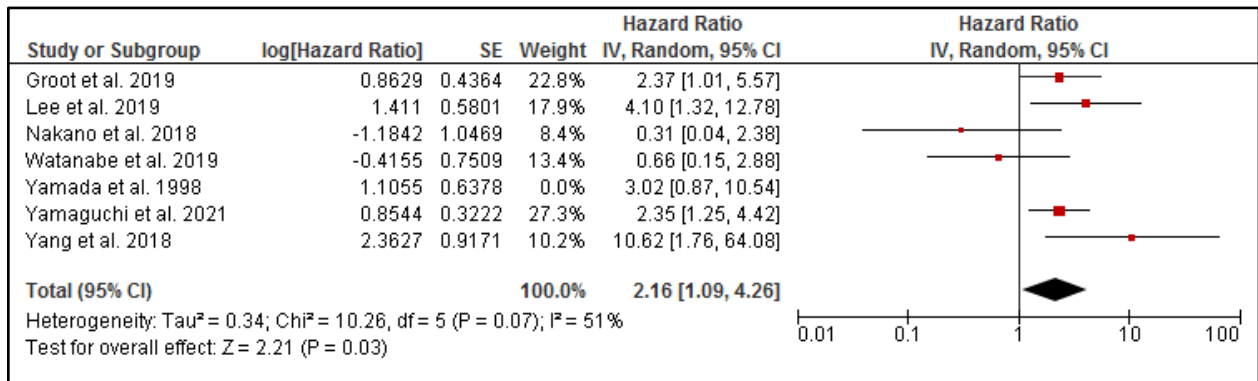 Hazard Ratio Hazard Ratio
Study or Subgroup log[Hazard Ratio] SE Weight IV, Random, 95% CI IV, Random, 95% CI
Groot et al. 2019 0.8629 0.4364 22.8% 2.37 [1.01, 5.57]
Lee et al. 2019 1.411 0.5801 17.9% 4.10 [1.32, 12.78]
Nakano et al. 2018 -1.1842 1.0469 8.4% 0.31 [0.04, 2.38]
Watanabe et al. 2019 -0.4155 0.7509 13.4% 0.66 [0.15, 2.88]
Yamada et al. 1998 1.1055 0.6378 0.0% 3.02 [0.87, 10.54]
Yamaguchi et al. 2021 0.8544 0.3222 27.3% 2.35 [1.25, 4.42]
Yang et al. 2018 2.3627 0.9171 10.2% 10.62 [1.76, 64.08]
Total (95% CI) 100.0% 2.16 [1.09, 4.26]
Heterogeneity: Tau² = 0.34; Chi² = 10.26, df = 5 (P = 0.07); I² = 51%
Test for overall effect: Z = 2.21 (P = 0.03)
0.01 0.1 1 10 100